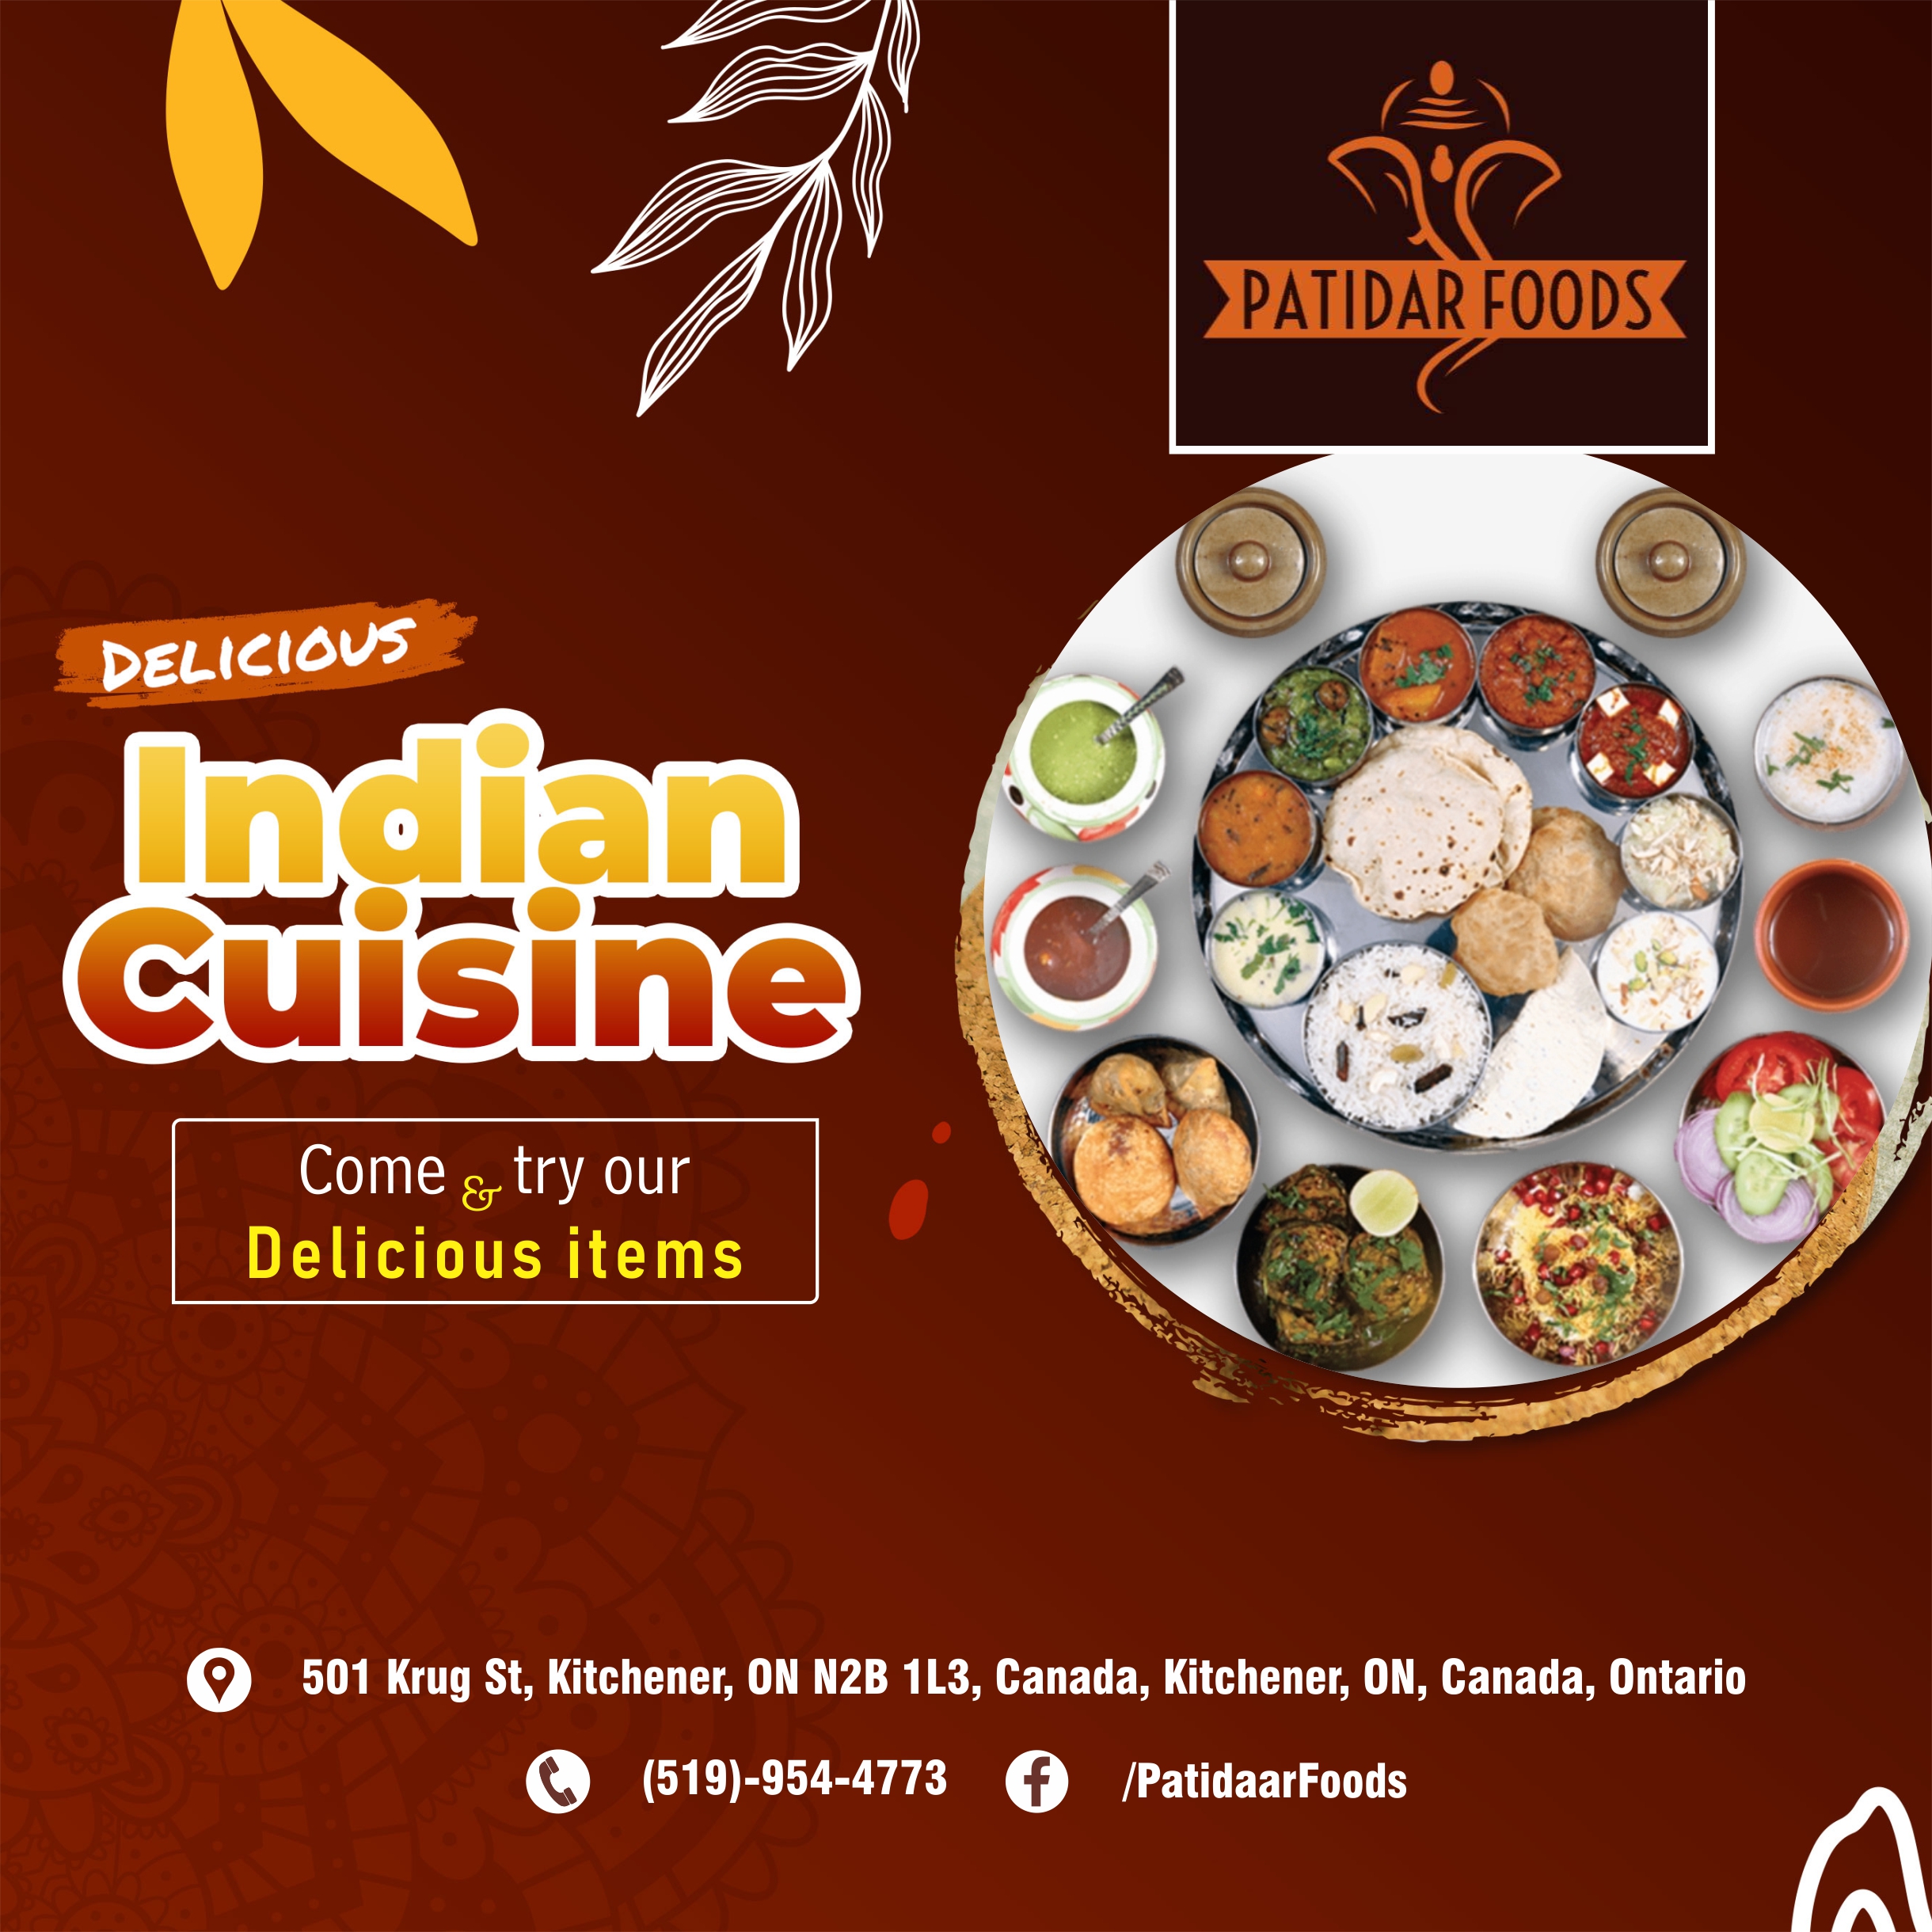 PATIDAR FOODS
DELICIOUS
Indian
Cuisine
Come & try our
Delicious items
501 Krug St, Kitchener, ON N2B 1L3, Canada, Kitchener, ON, Canada, Ontario
(519)-954-4773
/PatidaarFoods